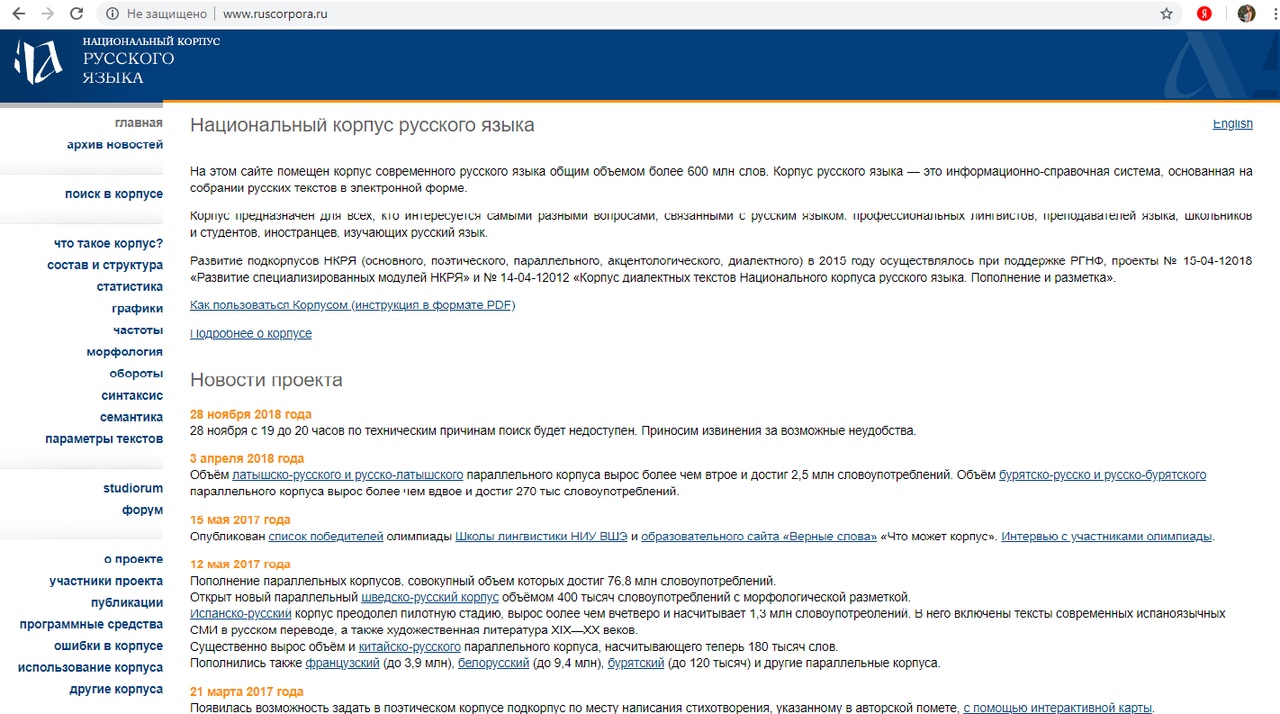 Не защищено www.ruscorpora.ru
НАЦИОНАЛЬНЫЙ КОРПУС
РУССКОГО
ЯЗЫКА
главная
архив новостей
поиск в корпусе
что такое корпус?
состав и структура
статистика
графики
частоты
морфология
обороты
синтаксис
семантика
параметры текстов
studiorum
форум
о проекте
участники проекта
публикации
программные средства
ошибки в корпусе
использование корпуса
другие корпуса
Национальный корпус русского языка
English
На этом сайте помещен корпус современного русского языка общим объемом более 600 млн слов. Корпус русского языка — это информационно-справочная система, основанная на
собрании русских текстов в электронной форме.
Корпус предназначен для всех, кто интересуется самыми разными вопросами, связанными с русским языком: профессиональных лингвистов, преподавателей языка, школьников
и студентов, иностранцев, изучающих русский язык.
Развитие подкорпусов НКРЯ (основного, поэтического, параллельного, акцентологического, диалектного) в 2015 году осуществлялось при поддержке РГНФ, проекты № 15-04-12018
«Развитие специализированных модулей НКРЯ» и № 14-04-12012 «Корпус диалектных текстов Национального корпуса русского языка. Пополнение и разметка».
Как пользоваться Корпусом (инструкция в формате PDF)
Подробнее о корпусе
Новости проекта
28 ноября 2018 года
28 ноября с 19 до 20 часов по техническим причинам поиск будет недоступен. Приносим извинения за возможные неудобства.
3 апреля 2018 года
Объём латышско-русского и русско-латышского параллельного корпуса вырос более чем втрое и достиг 2,5 млн словоупотреблений. Объём бурятско-русско и русско-бурятского
параллельного корпуса вырос более чем вдвое и достиг 270 тыс словоупотреблений.
15 мая 2017 года
Опубликован список победителей олимпиады Школы лингвистики НИУ ВШЭ и образовательного сайта «Верные слова» «Что может корпус». Интервью с участниками олимпиады.
12 мая 2017 года
Пополнение параллельных корпусов, совокупный объем которых достиг 76,8 млн словоупотреблений.
Открыт новый параллельный шведско-русский корпус объёмом 400 тысяч словоупотреблений с морфологической разметкой.
Испанско-русский корпус преодолел пилотную стадию, вырос более чем вчетверо и насчитывает 1,3 млн словоупотреблений. В него включены тексты современных испаноязычных
СМИ в русском переводе, а также художественная литература XIX—XX веков.
Существенно вырос объём и китайско-русского корпуса, насчитывающего теперь 180 тысяч слов.
Пополнились также французский (до 3,9 млн), белорусский (до 9,4 млн), бурятский (до 120 тысяч) и другие параллельные корпуса.
21 марта 2017 года
Появилась возможность задать в поэтическом корпусе подкорпус по месту написания стихотворения, указанному в авторской помете, с помощью интерактивной карты.